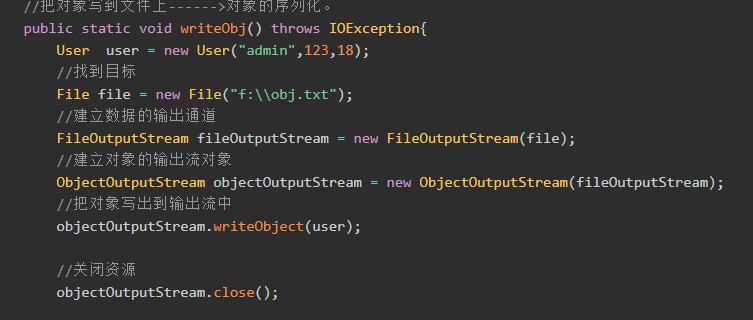 //把对象写到文件上------>对象的序列化。
public static void writeObj() throws IOException{
User  user = new User("admin",123,18);
//找到目标
File file = new File("f:\\obj.txt");
//建立数据的输出通道
FileOutputStream fileOutputStream = new FileOutputStream(file);
//建立对象的输出流对象
ObjectOutputStream objectOutputStream = new ObjectOutputStream(fileOutputStream);
//把对象写出到输出流中
objectOutputStream.writeObject(user);
//关闭资源
objectOutputStream.close();